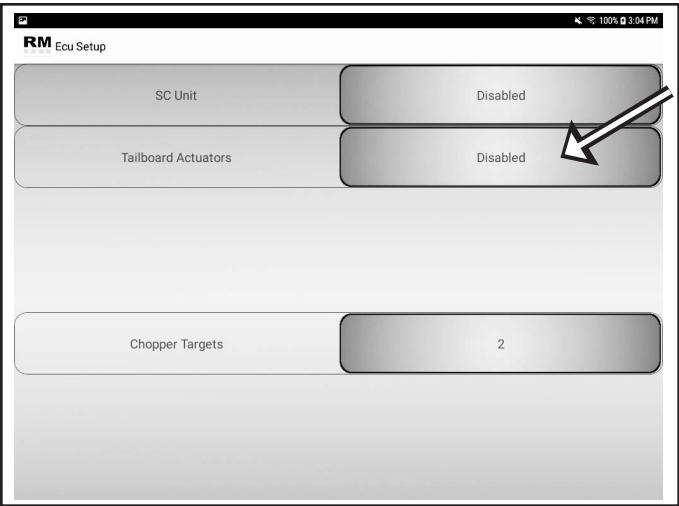 100% 3:04 PM
RM Ecu Setup
SC Unit Disabled
Tailboard Actuators Disabled
Chopper Targets 2